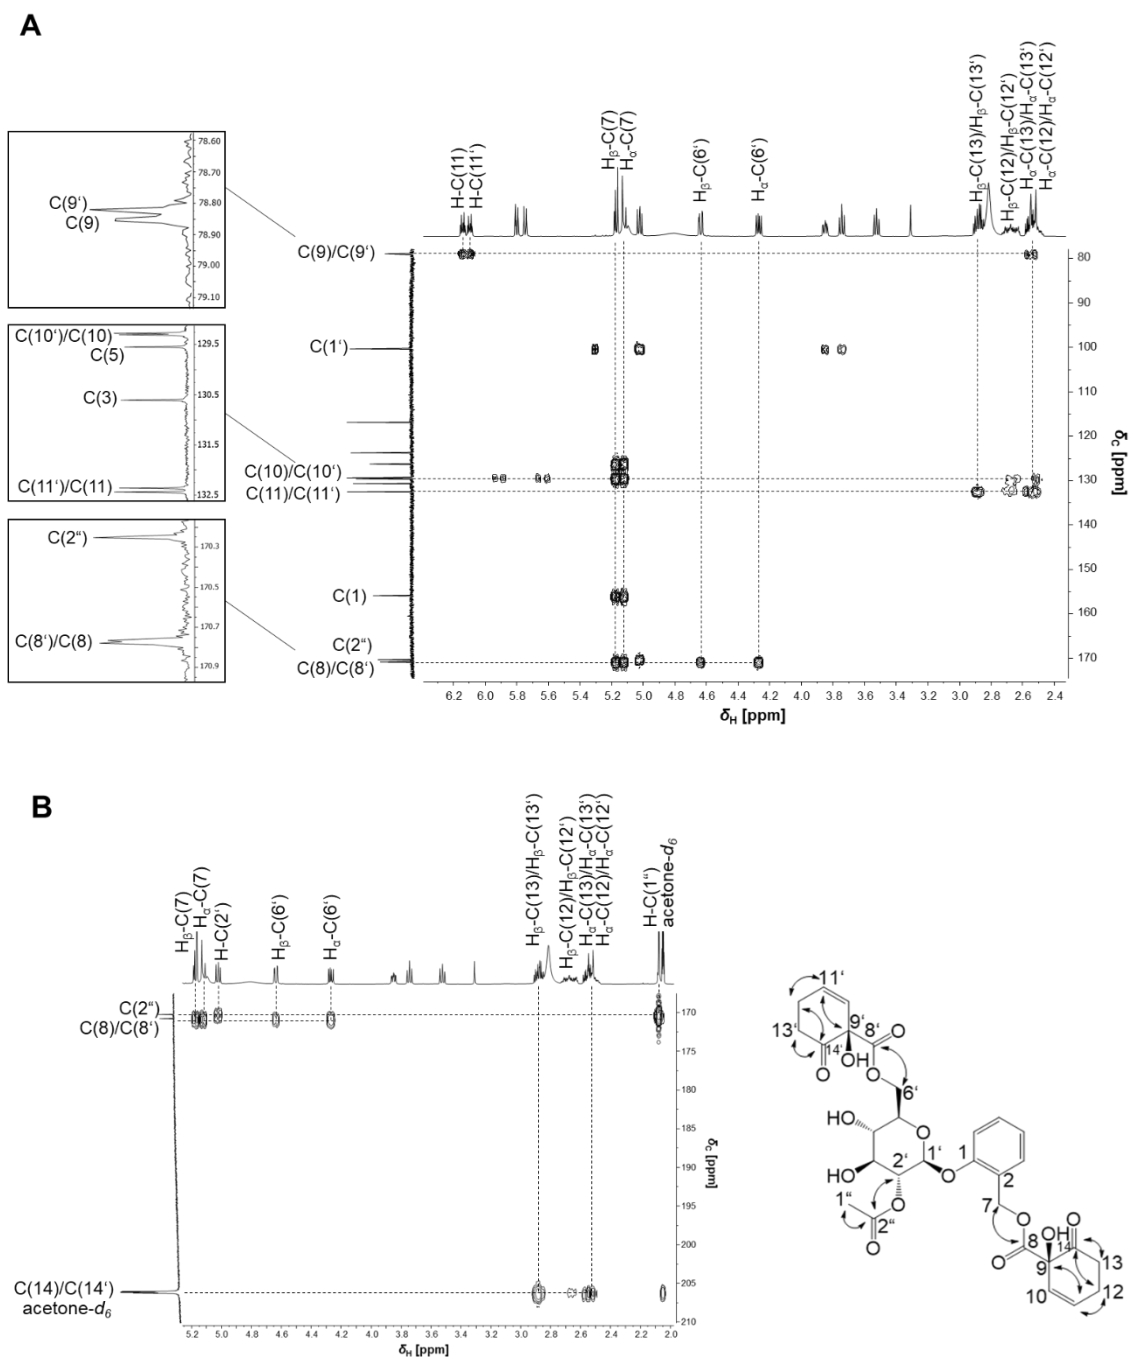 A
H-C(11)
H-C(11‘)
Hβ-C(7)
Hα-C(7)
Hβ-C(6‘)
Hα-C(6‘)
Hβ-C(13)/Hβ-C(13‘)
Hβ-C(12)/Hβ-C(12‘)
Hα-C(13)/Hα-C(13‘)
Hα-C(12)/Hα-C(12‘)
C(9‘)
C(9)
78.60
78.70
78.80
78.90
79.00
79.10
C(10‘)/C(10)
C(5)
C(3)
C(11‘)/C(11)
129.5
130.5
131.5
132.5
C(2“)
C(8‘)/C(8)
170.3
170.5
170.7
170.9
C(9)/C(9‘)
C(1‘)
C(10)/C(10‘)
C(11)/C(11‘)
C(1)
C(2“)
C(8)/C(8‘)
80
90
100
110
120
130
140
150
160
170
δC [ppm]
6.2 6.0 5.8 5.6 5.4 5.2 5.0 4.8 4.6 4.4 4.2 4.0 3.8 3.6 3.4 3.2 3.0 2.8 2.6 2.4
δH [ppm]
B
Hβ-C(7)
Hα-C(7)
H-C(2‘)
Hβ-C(6‘)
Hα-C(6‘)
Hβ-C(13)/Hβ-C(13‘)
Hβ-C(12)/Hβ-C(12‘)
Hα-C(13)/Hα-C(13‘)
Hα-C(12)/Hα-C(12‘)
H-C(1“)
acetone-d6
C(2“)
C(8)/C(8‘)
C(14)/C(14‘)
acetone-d6
170
175
180
185
190
195
200
205
210
δC [ppm]
5.2 5.0 4.8 4.6 4.4 4.2 4.0 3.8 3.6 3.4 3.2 3.0 2.8 2.6 2.4 2.2 2.0
δH [ppm]
11‘
13‘
9‘
8‘
O
14‘
OH
O
O
6‘
HO
O
HO
2‘
1‘
1
O
2
O
1“
2“
O
7
O
OH
O
8
14
O
9
13
10
12